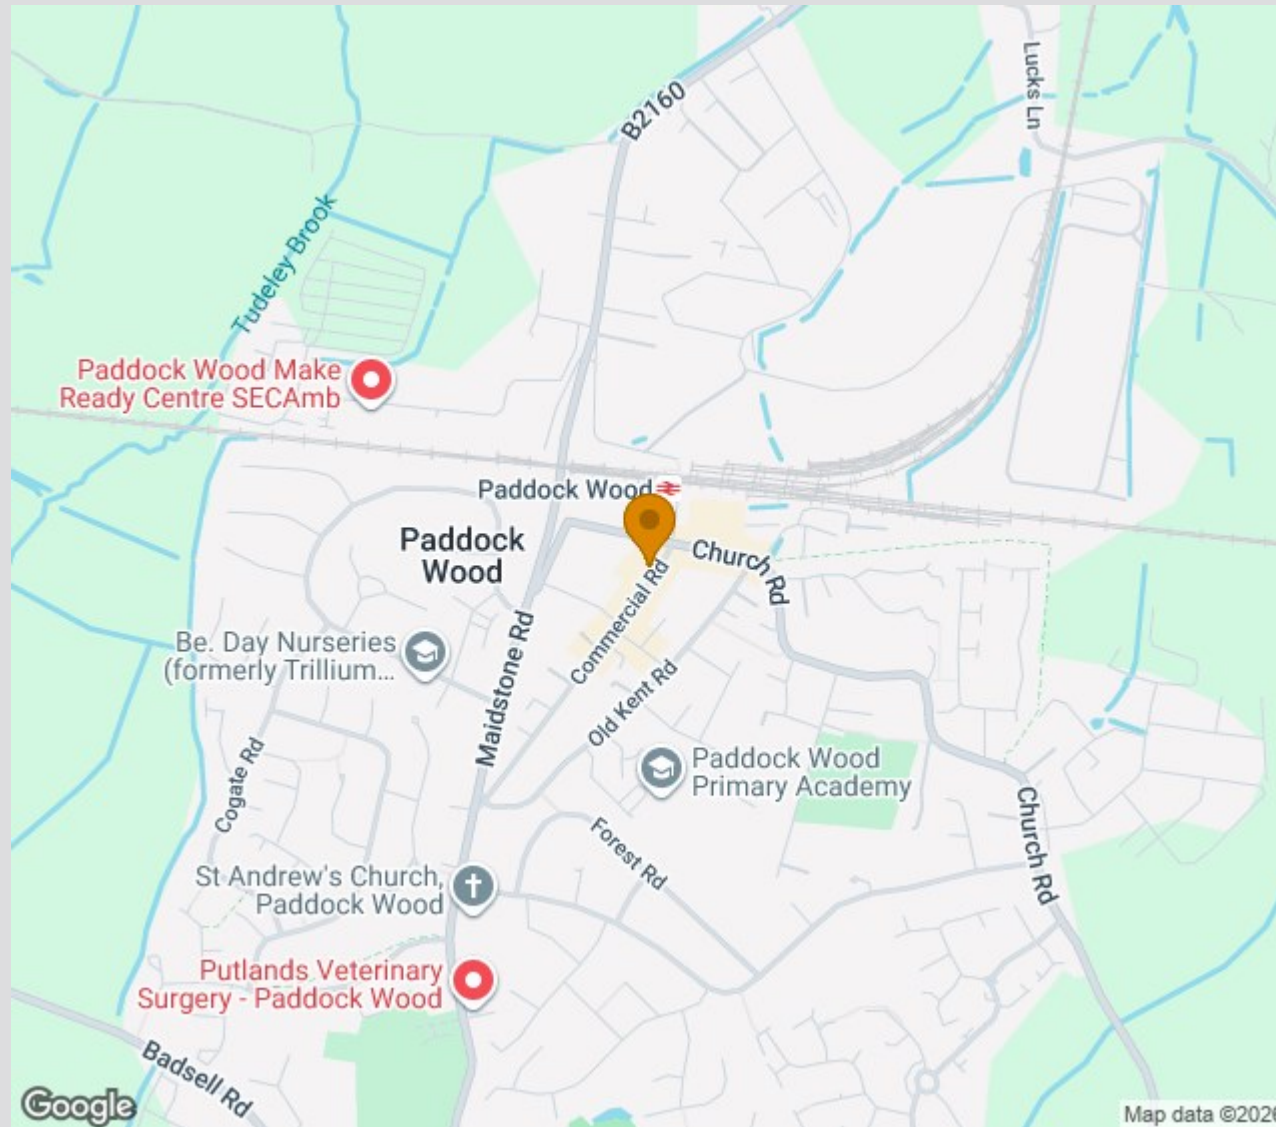 B2160
Lucks Ln
Tudeley Brook
Paddock Wood Make
Ready Centre SECAmb
Paddock Wood
Paddock
Wood
Church Rd
Commercial Rd
Be. Day Nurseries
(formerly Trillium...
Maidstone Rd
Old Kent Rd
Cogate Rd
Paddock Wood
Primary Academy
Forest Rd
Church Rd
St Andrew's Church,
Paddock Wood
Putlands Veterinary
Surgery - Paddock Wood
Badsell Rd
Google
Map data ©2026